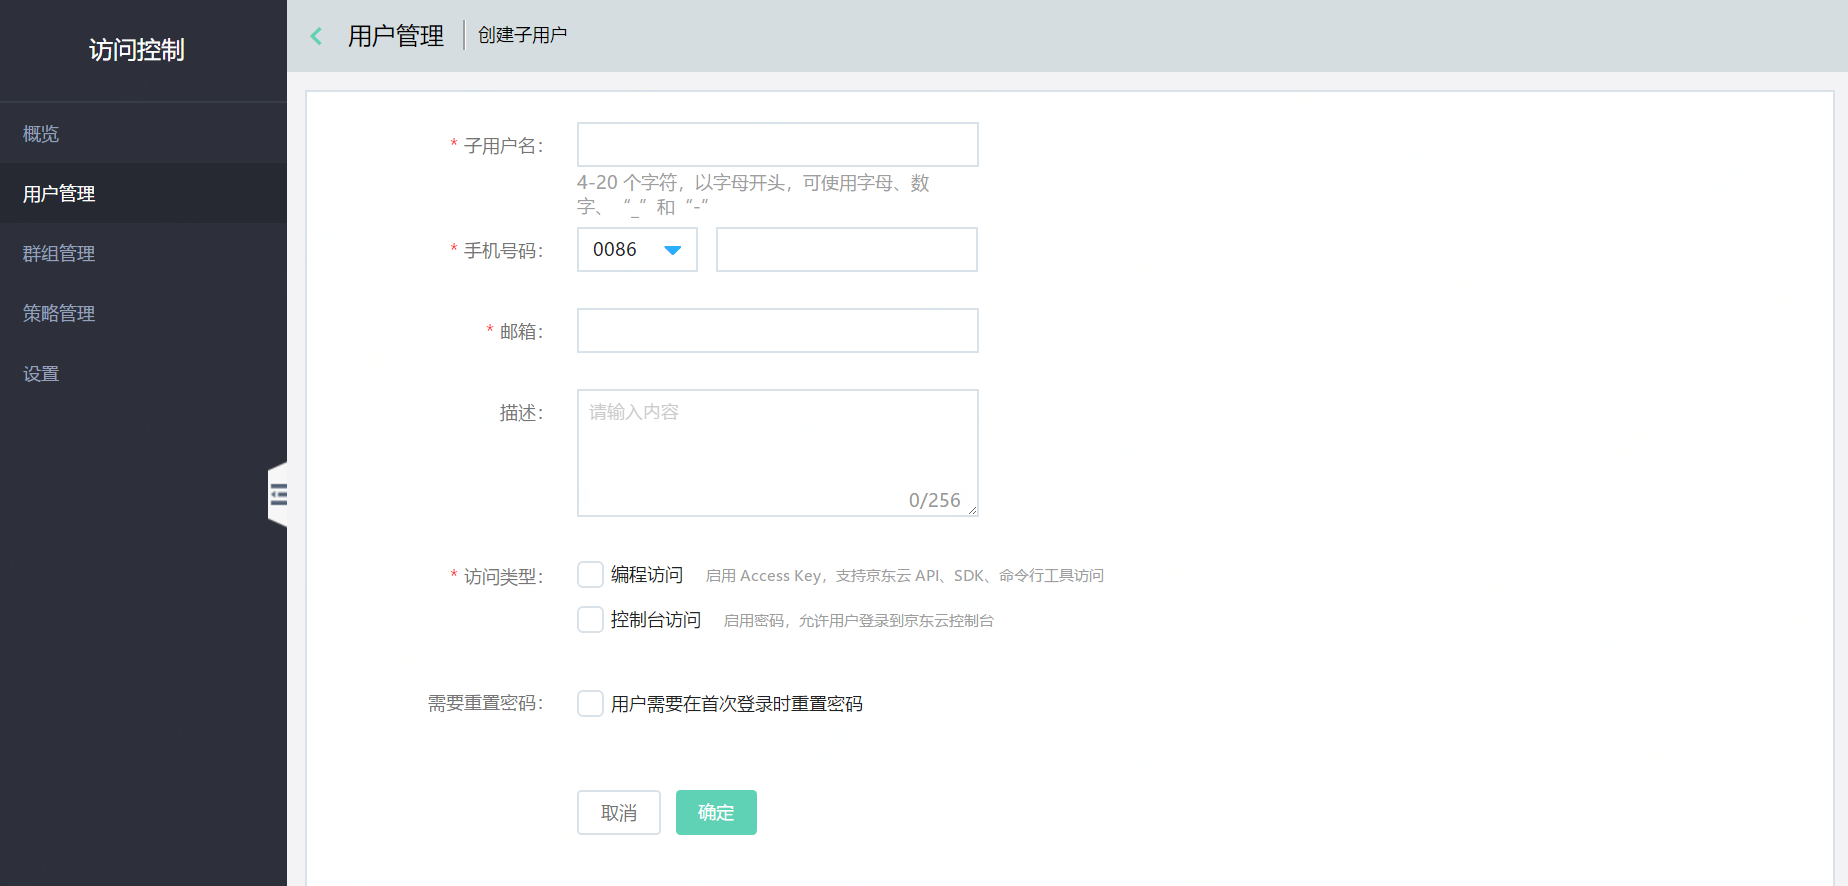 访问控制
概览
用户管理
群组管理
策略管理
设置
用户管理
创建子用户
* 子用户名：
4-20 个字符，以字母开头，可使用字母、数
字、“_”和“-”
* 手机号码：
0086
* 邮箱：
描述：
请输入内容
0/256
* 访问类型：
编程访问 启用 Access Key，支持京东云 API、SDK、命令行工具访问
控制台访问 启用密码，允许用户登录到京东云控制台
需要重置密码：
用户需要在首次登录时重置密码
取消
确定